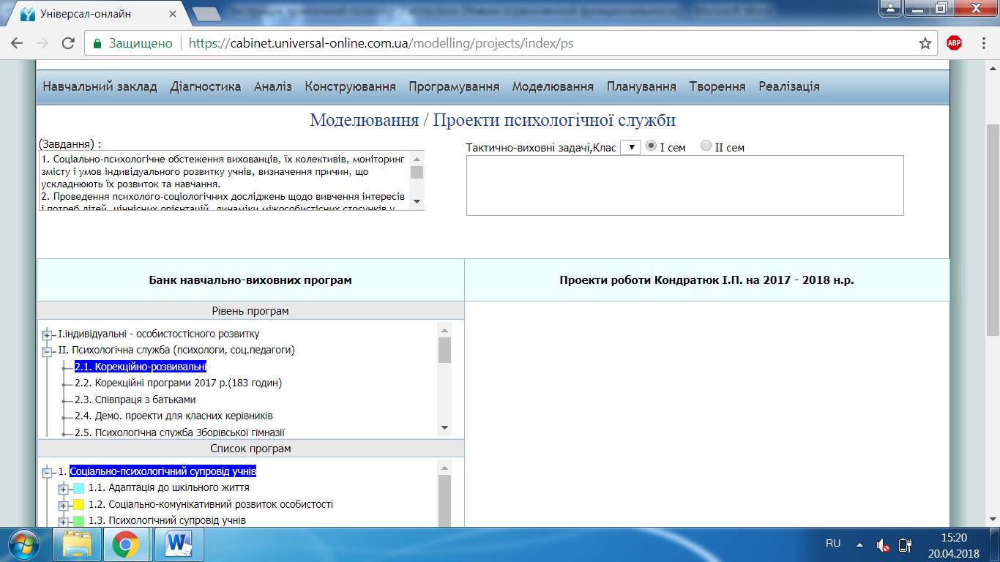 Універсал-онлайн
Защищено
https://cabinet.universal-online.com.ua/modelling/projects/index/ps
ABP
Навчальний заклад Діагностика Аналіз Конструювання Програмування Моделювання Планування Творення Реалізація
Моделювання / Проекти психологічної служби
(Завдання) :
1. Соціально-психологічне обстеження вихованців, їх колективів, моніторинг
змісту і умов індивідуального розвитку учнів, визначення причин, що
ускладнюють їх розвиток та навчання.
2. Проведення психолого-соціологічних досліджень щодо вивчення інтересів
і потреб дітей, ціннісних орієнтацій, динаміки міжособистісних стосунків у
Тактично-виховні задачі,Клас I сем II сем
Банк навчально-виховних програм
Проекти роботи Кондратюк І.П. на 2017 - 2018 н.р.
Рівень програм
І.індивідуальні - особистостісного розвитку
ІІ. Психологічна служба (психологи, соц.педагоги)
2.1. Корекційно-розвивальні
2.2. Корекційні програми 2017 р.(183 годин)
2.3. Співпраця з батьками
2.4. Демо. проекти для класних керівників
2.5. Психологічна служба Зборівської гімназії
Список програм
1. Соціально-психологічний супровід учнів
1.1. Адаптація до шкільного життя
1.2. Соціально-комунікативний розвиток особистості
1.3. Психологічний супровід учнів
RU
15:20
20.04.2018